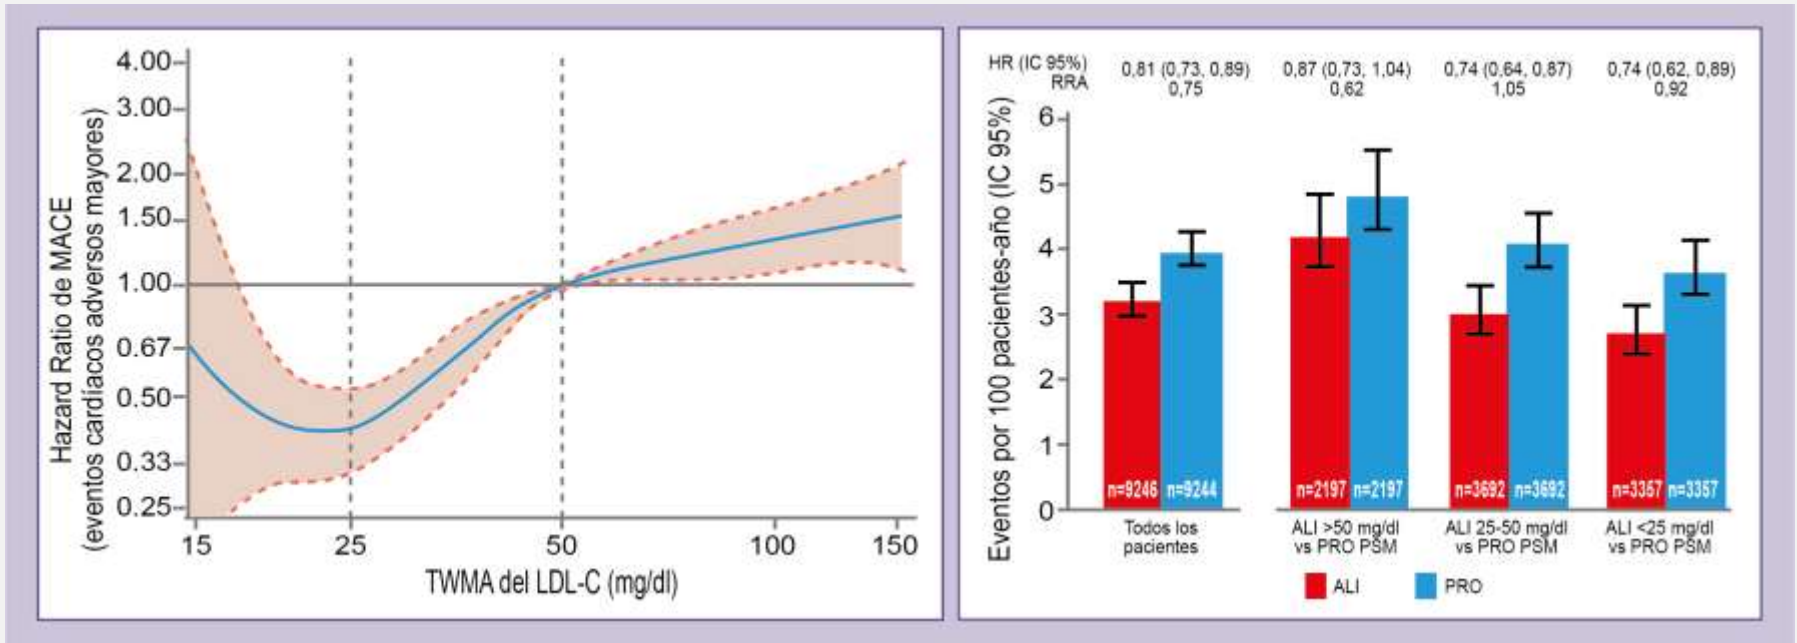 Hazard Ratio de MACE
(eventos cardíacos adversos mayores)
4.00
3.00
2.00
1.50
1.00
0.67
0.50
0.33
0.25
15 25 50 100 150
TWMA del LDL-C (mg/dl)
HR (IC 95%) 0,81 (0,73, 0,89) 0,87 (0,73, 1,04) 0,74 (0,64, 0,87) 0,74 (0,62, 0,89)
RRA 0,75 0,62 1,05 0,92
Eventos por 100 pacientes-año (IC 95%)
6
5
4
3
2
1
0
n=9246 n=9244 n=2197 n=2197 n=3692 n=3692 n=3357 n=3357
Todos los ALI >50 mg/dl ALI 25-50 mg/dl ALI <25 mg/dl
pacientes vs PRO PSM vs PRO PSM vs PRO PSM
ALI PRO